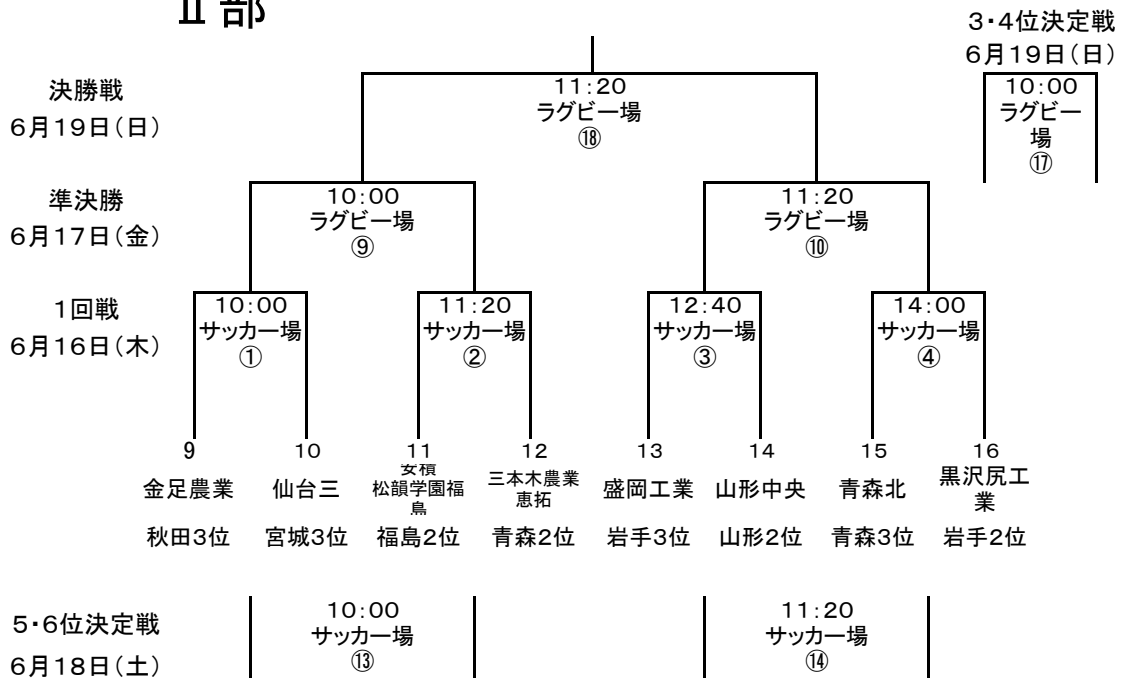 Ⅱ 部
3・4位決定戦
6月19日(日)
10:00
ラグビー
場
⑰
決勝戦
6月19日(日)
11:20
ラグビー場
⑱
準決勝
6月17日(金)
10:00
ラグビー場
⑨
11:20
ラグビー場
⑩
1回戦
6月16日(木)
10:00
サッカー場
①
11:20
サッカー場
②
12:40
サッカー場
③
14:00
サッカー場
④
9
10
11
12
13
14
15
16
金足農業
仙台三
安積
松韻学園福
島
三本木農業
恵拓
盛岡工業
山形中央
青森北
黒沢尻工
業
秋田3位
宮城3位
福島2位
青森2位
岩手3位
山形2位
青森3位
岩手2位
5・6位決定戦
6月18日(土)
10:00
サッカー場
⑬
11:20
サッカー場
⑭